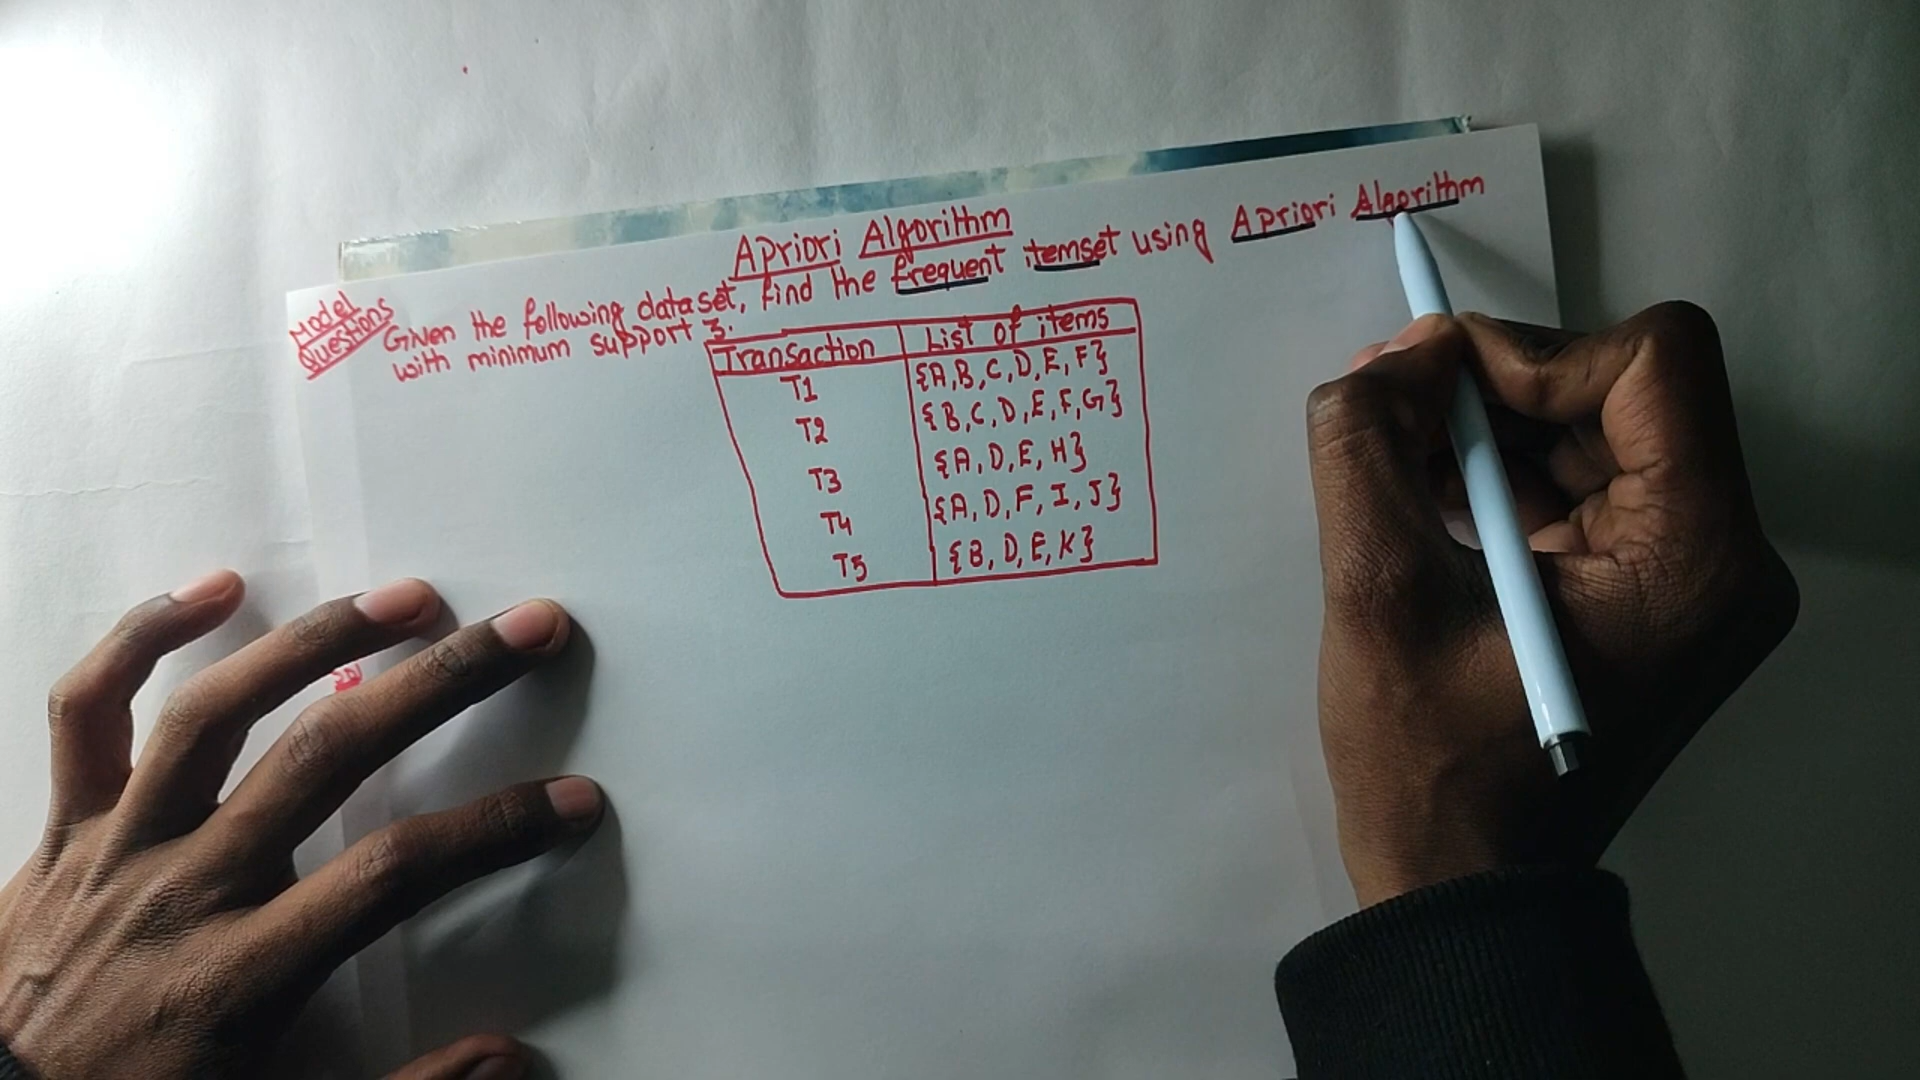 Apriori Algorithm
Model
Questions
Given the following dataset, find the frequent itemset using Apriori Algorithm
with minimum support 3.
Transaction List of items
T1 {A,B,C,D,E,F}
T2 {B,C,D,E,F,G}
T3 {A,D,E,H}
T4 {A,D,F,I,J}
T5 {B,D,E,K}